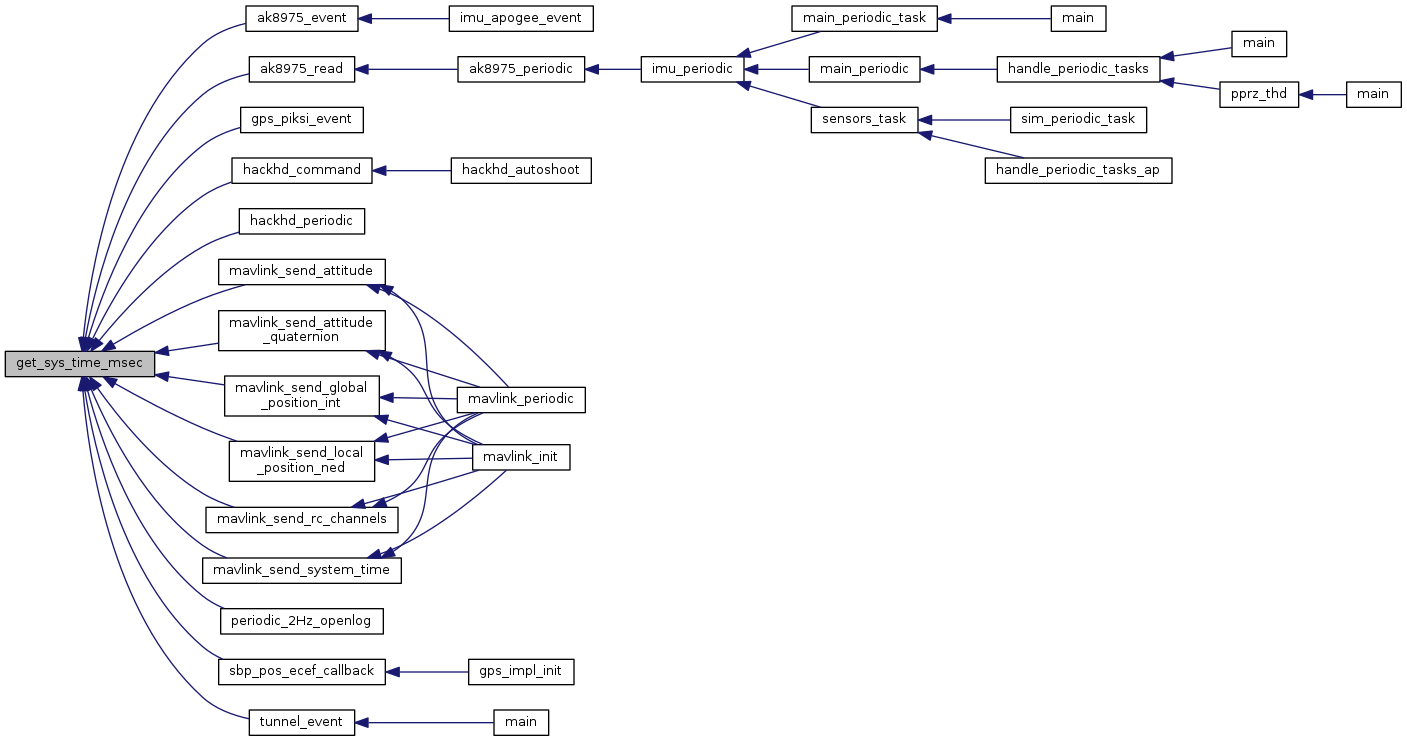 ak8975_event
imu_apogee_event
main_periodic_task
main
main
ak8975_read
ak8975_periodic
imu_periodic
main_periodic
handle_periodic_tasks
pprz_thd
main
gps_piksi_event
sensors_task
sim_periodic_task
hackhd_command
hackhd_autoshoot
handle_periodic_tasks_ap
hackhd_periodic
mavlink_send_attitude
mavlink_send_attitude
_quaternion
get_sys_time_msec
mavlink_send_global
_position_int
mavlink_periodic
mavlink_send_local
_position_ned
mavlink_init
mavlink_send_rc_channels
mavlink_send_system_time
periodic_2Hz_openlog
sbp_pos_ecef_callback
gps_impl_init
tunnel_event
main